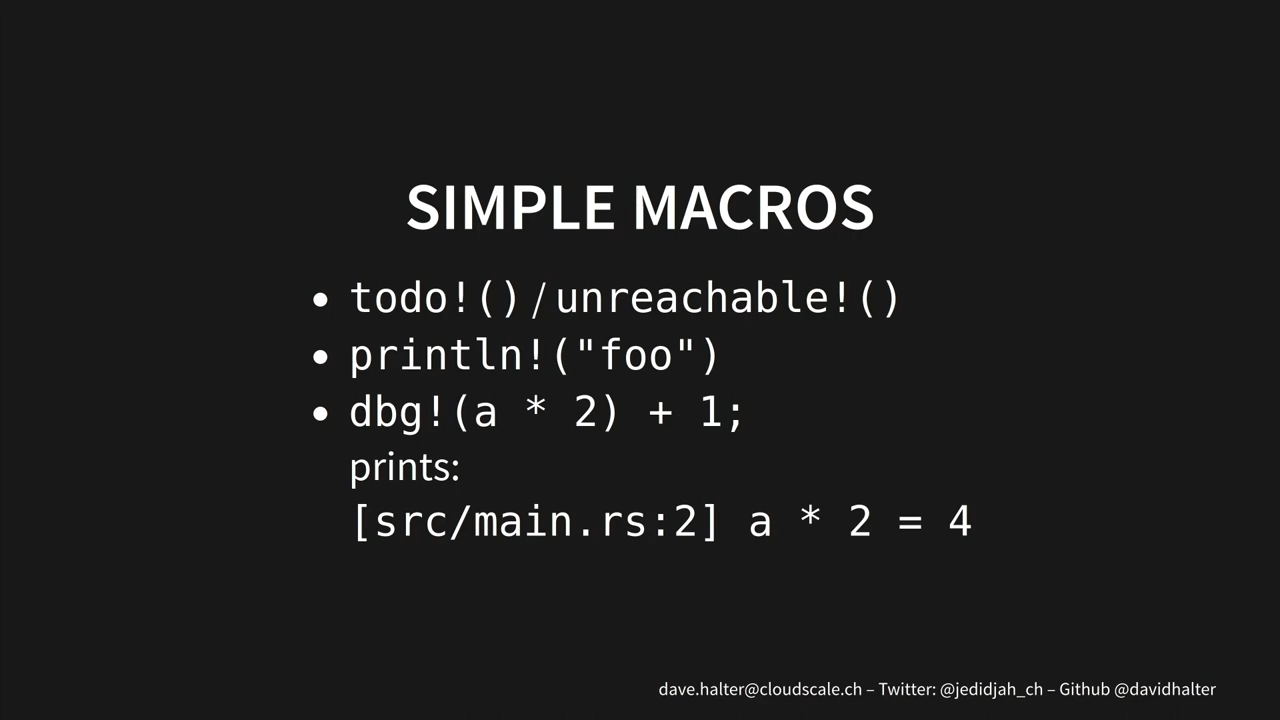 SIMPLE MACROS
• todo!()/unreachable!()
• println!("foo")
• dbg!(a * 2) + 1;
prints:
[src/main.rs:2] a * 2 = 4
dave.halter@cloudscale.ch – Twitter: @jedidjah_ch – Github @davidhalter